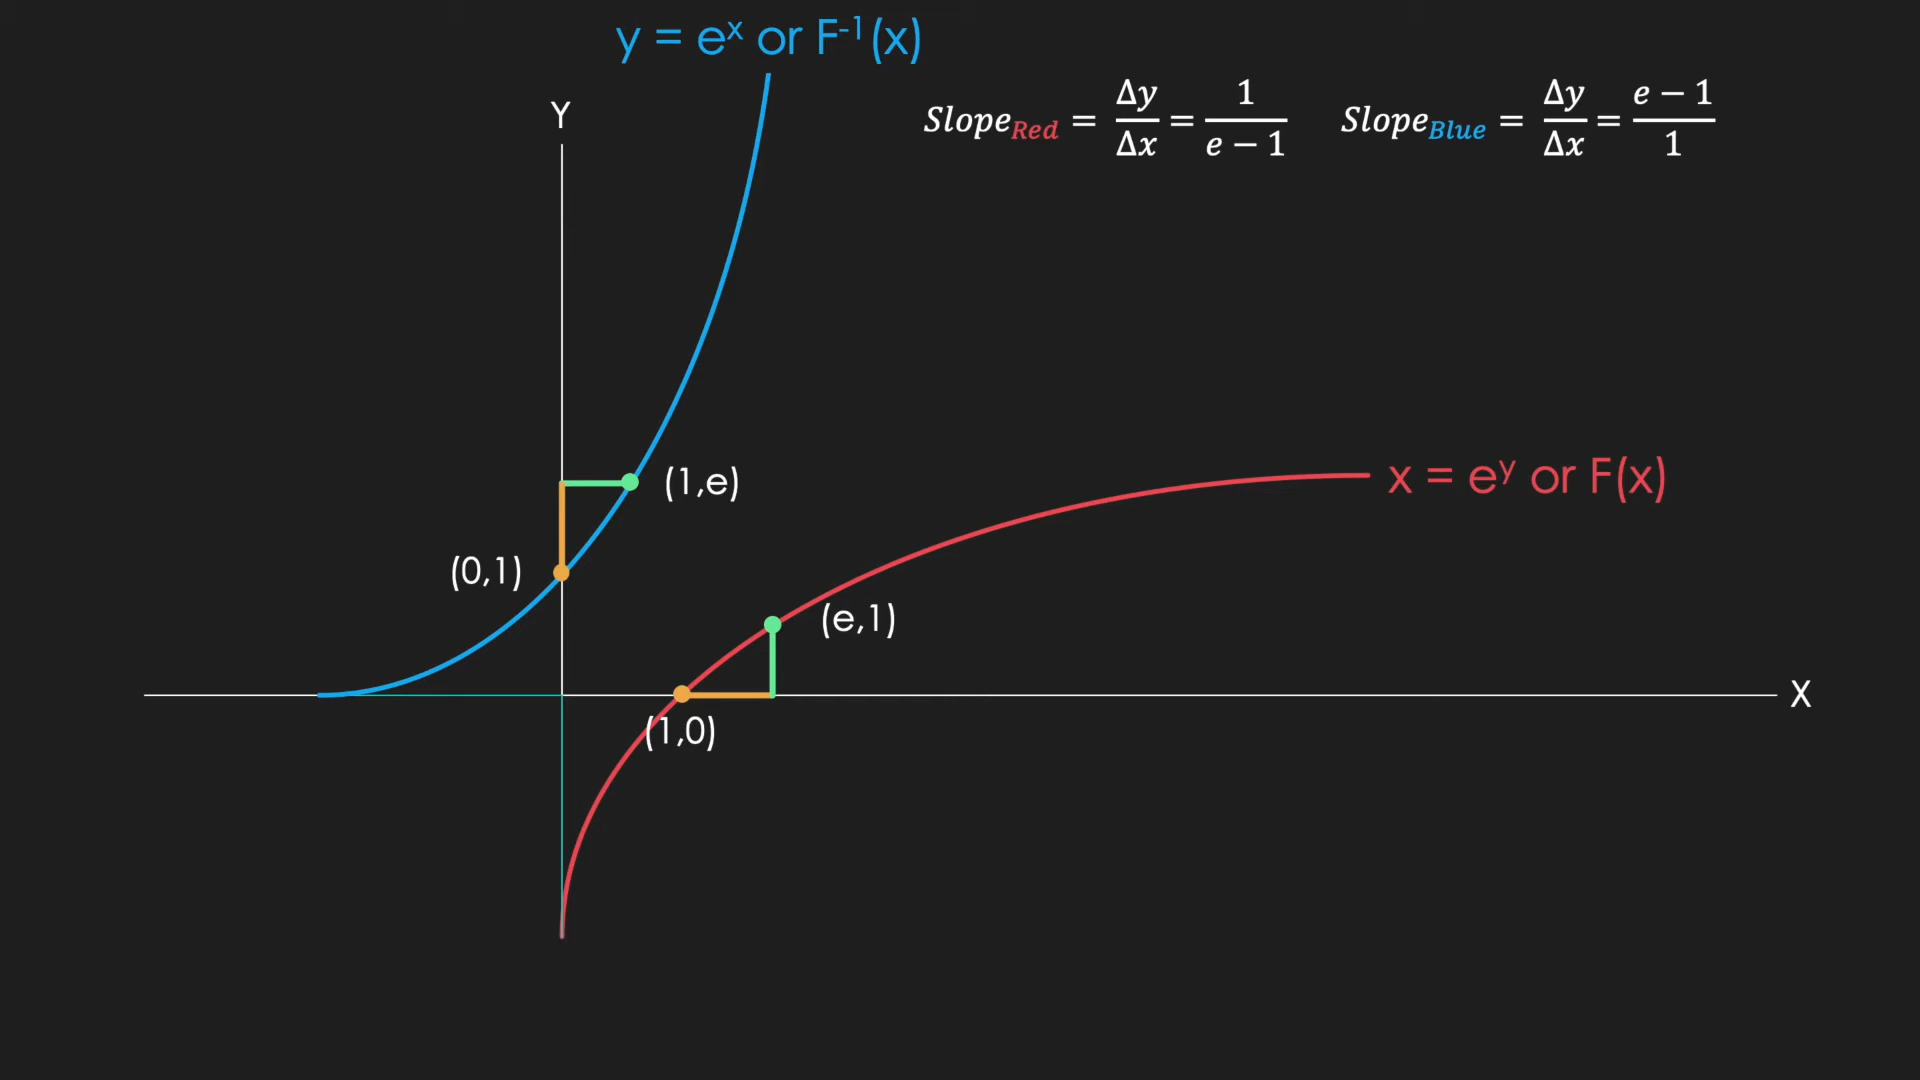 y = eˣ or F⁻¹(x)
Y
Slope_Red = Δy/Δx = 1/(e − 1)
Slope_Blue = Δy/Δx = (e − 1)/1
x = eʸ or F(x)
(1,e)
(0,1)
(e,1)
X
(1,0)